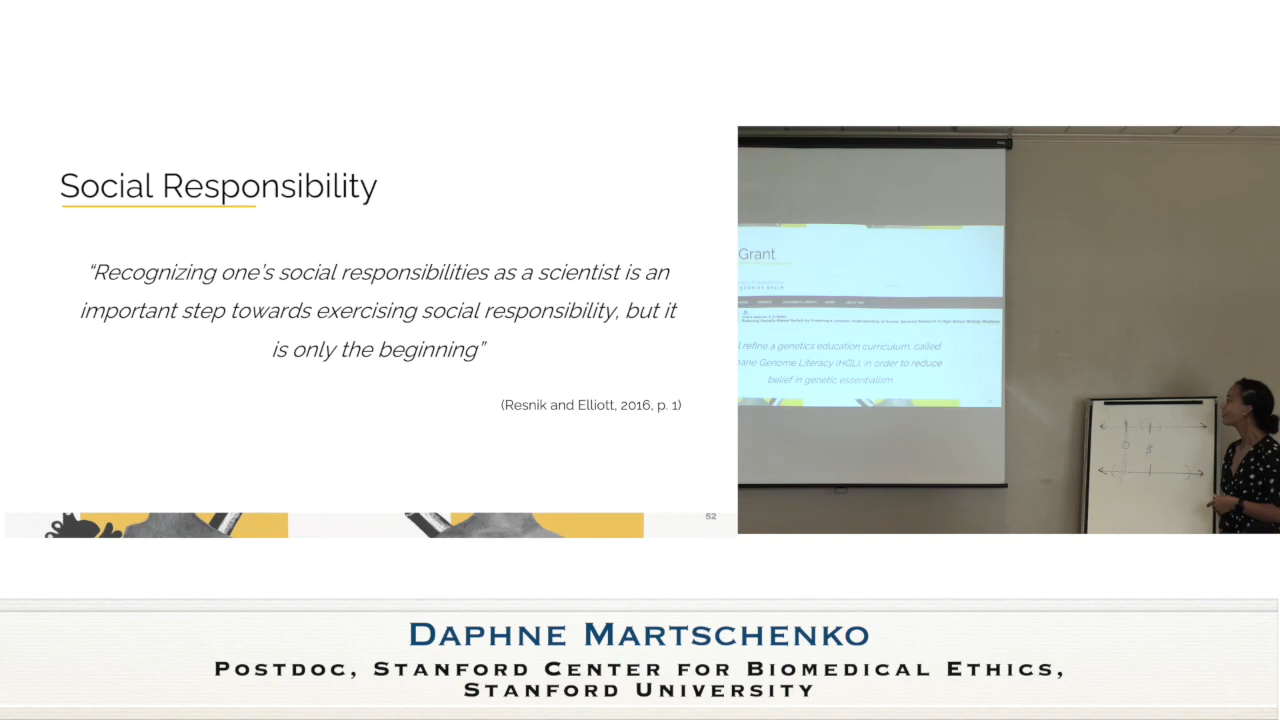 Social Responsibility
“Recognizing one’s social responsibilities as a scientist is an
important step towards exercising social responsibility, but it
is only the beginning”
(Resnik and Elliott, 2016, p. 1)
52
Grant
refine a genetics education curriculum, called
Genome Literacy (HGL), in order to reduce
belief in genetic essentialism
DAPHNE MARTSCHENKO
POSTDOC, STANFORD CENTER FOR BIOMEDICAL ETHICS,
STANFORD UNIVERSITY